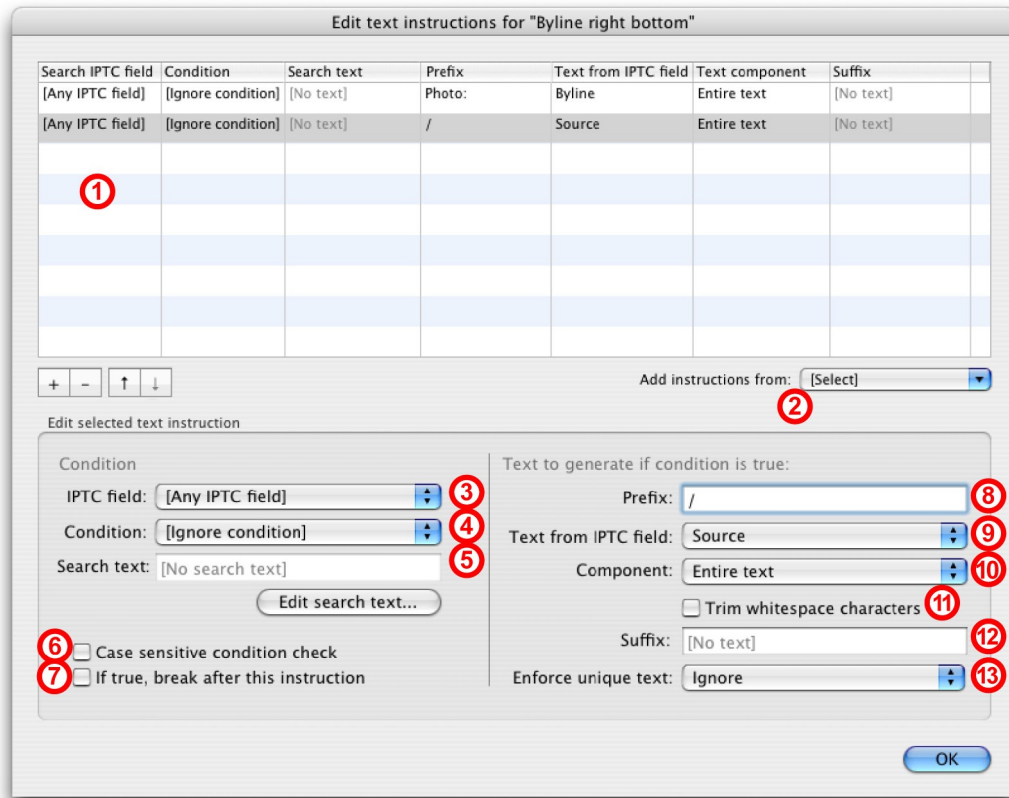 Edit text instructions for "Byline right bottom"
Search IPTC field Condition Search text Prefix Text from IPTC field Text component Suffix
[Any IPTC field] [Ignore condition] [No text] Photo: Byline Entire text [No text]
[Any IPTC field] [Ignore condition] [No text] / Source Entire text [No text]
1
+ - ↑ ↓ Add instructions from: [Select]
2
Edit selected text instruction
Condition
IPTC field: [Any IPTC field] 3
Condition: [Ignore condition] 4
Search text: [No search text] 5
Edit search text...
6 Case sensitive condition check
7 If true, break after this instruction
Text to generate if condition is true:
Prefix: / 8
Text from IPTC field: Source 9
Component: Entire text 10
Trim whitespace characters 11
Suffix: [No text] 12
Enforce unique text: Ignore 13
OK